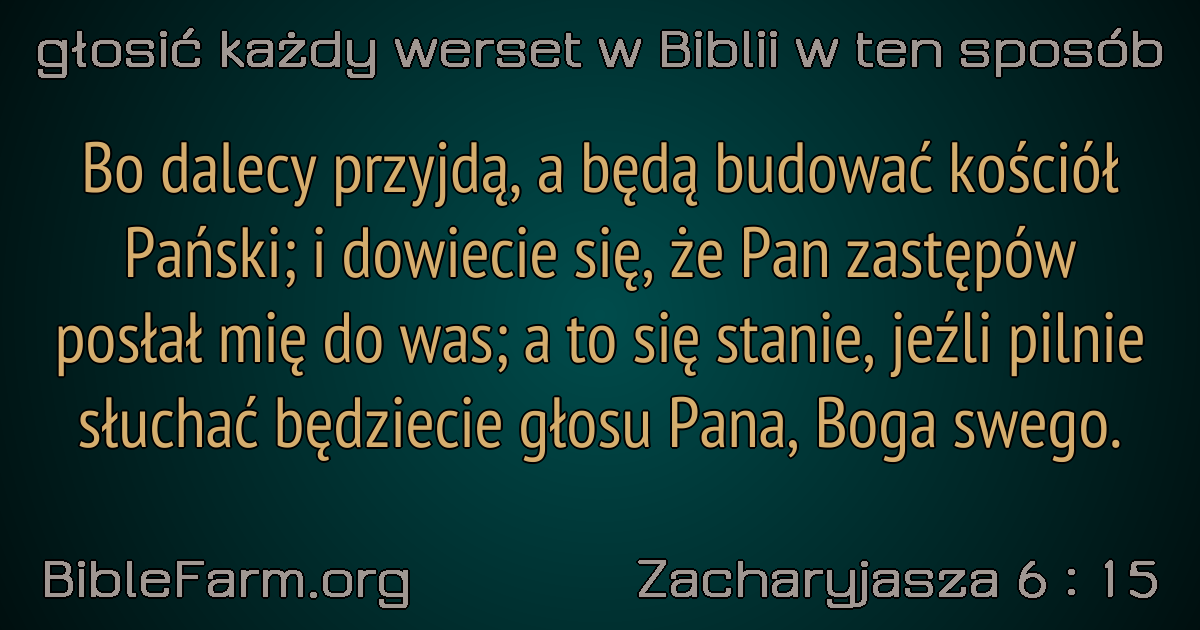 głosić każdy werset w Biblii w ten sposób
Bo dalecy przyjdą, a będą budować kościół
Pański; i dowiecie się, że Pan zastępów
posłał mię do was; a to się stanie, jeźli pilnie
słuchać będziecie głosu Pana, Boga swego.
BibleFarm.org
Zacharyjasza 6 : 15